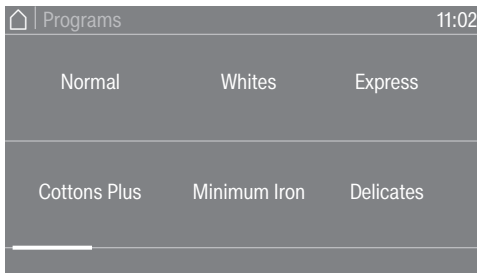 Programs 11:02
Normal Whites Express
Cottons Plus Minimum Iron Delicates